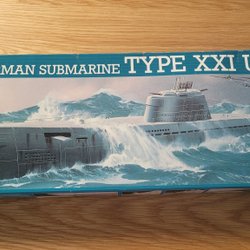 MAN SUBMARINE TYPE XXI U